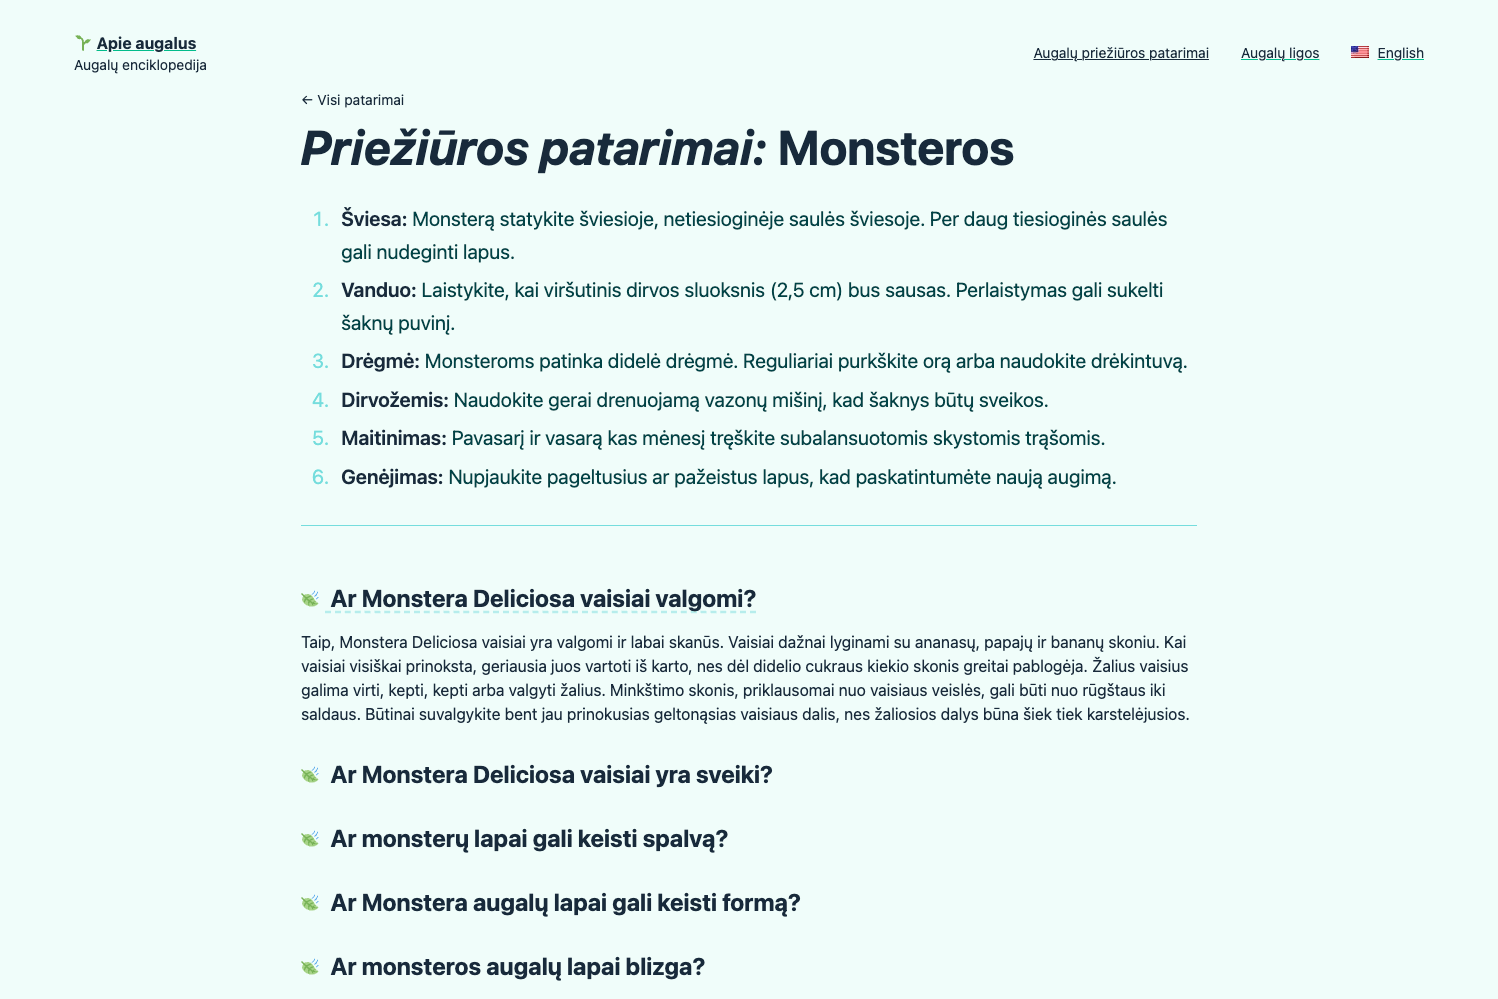 Apie augalus
Augalų enciklopedija
Augalų priežiūros patarimai
Augalų ligos
English
← Visi patarimai
Priežiūros patarimai: Monsteros
1. Šviesa: Monsterą statykite šviesioje, netiesioginėje saulės šviesoje. Per daug tiesioginės saulės
gali nudeginti lapus.
2. Vanduo: Laistykite, kai viršutinis dirvos sluoksnis (2,5 cm) bus sausas. Perlaistymas gali sukelti
šaknų puvinį.
3. Drėgmė: Monsteroms patinka didelė drėgmė. Reguliariai purkškite orą arba naudokite drėkintuvą.
4. Dirvožemis: Naudokite gerai drenuojamą vazonų mišinį, kad šaknys būtų sveikos.
5. Maitinimas: Pavasarį ir vasarą kas mėnesį tręškite subalansuotomis skystomis trąšomis.
6. Genėjimas: Nupjaukite pageltusius ar pažeistus lapus, kad paskatintumėte naują augimą.
Ar Monstera Deliciosa vaisiai valgomi?
Taip, Monstera Deliciosa vaisiai yra valgomi ir labai skanūs. Vaisiai dažnai lyginami su ananasų, papajų ir bananų skoniu. Kai
vaisiai visiškai prinoksta, geriausia juos vartoti iš karto, nes dėl didelio cukraus kiekio skonis greitai pablogėja. Žalius vaisius
galima virti, kepti, kepti arba valgyti žalius. Minkštimo skonis, priklausomai nuo vaisiaus veislės, gali būti nuo rūgštaus iki
saldaus. Būtinai suvalgykite bent jau prinokusias geltonąsias vaisiaus dalis, nes žaliosios dalys būna šiek tiek karstelėjusios.
Ar Monstera Deliciosa vaisiai yra sveiki?
Ar monsterų lapai gali keisti spalvą?
Ar Monstera augalų lapai gali keisti formą?
Ar monsteros augalų lapai blizga?